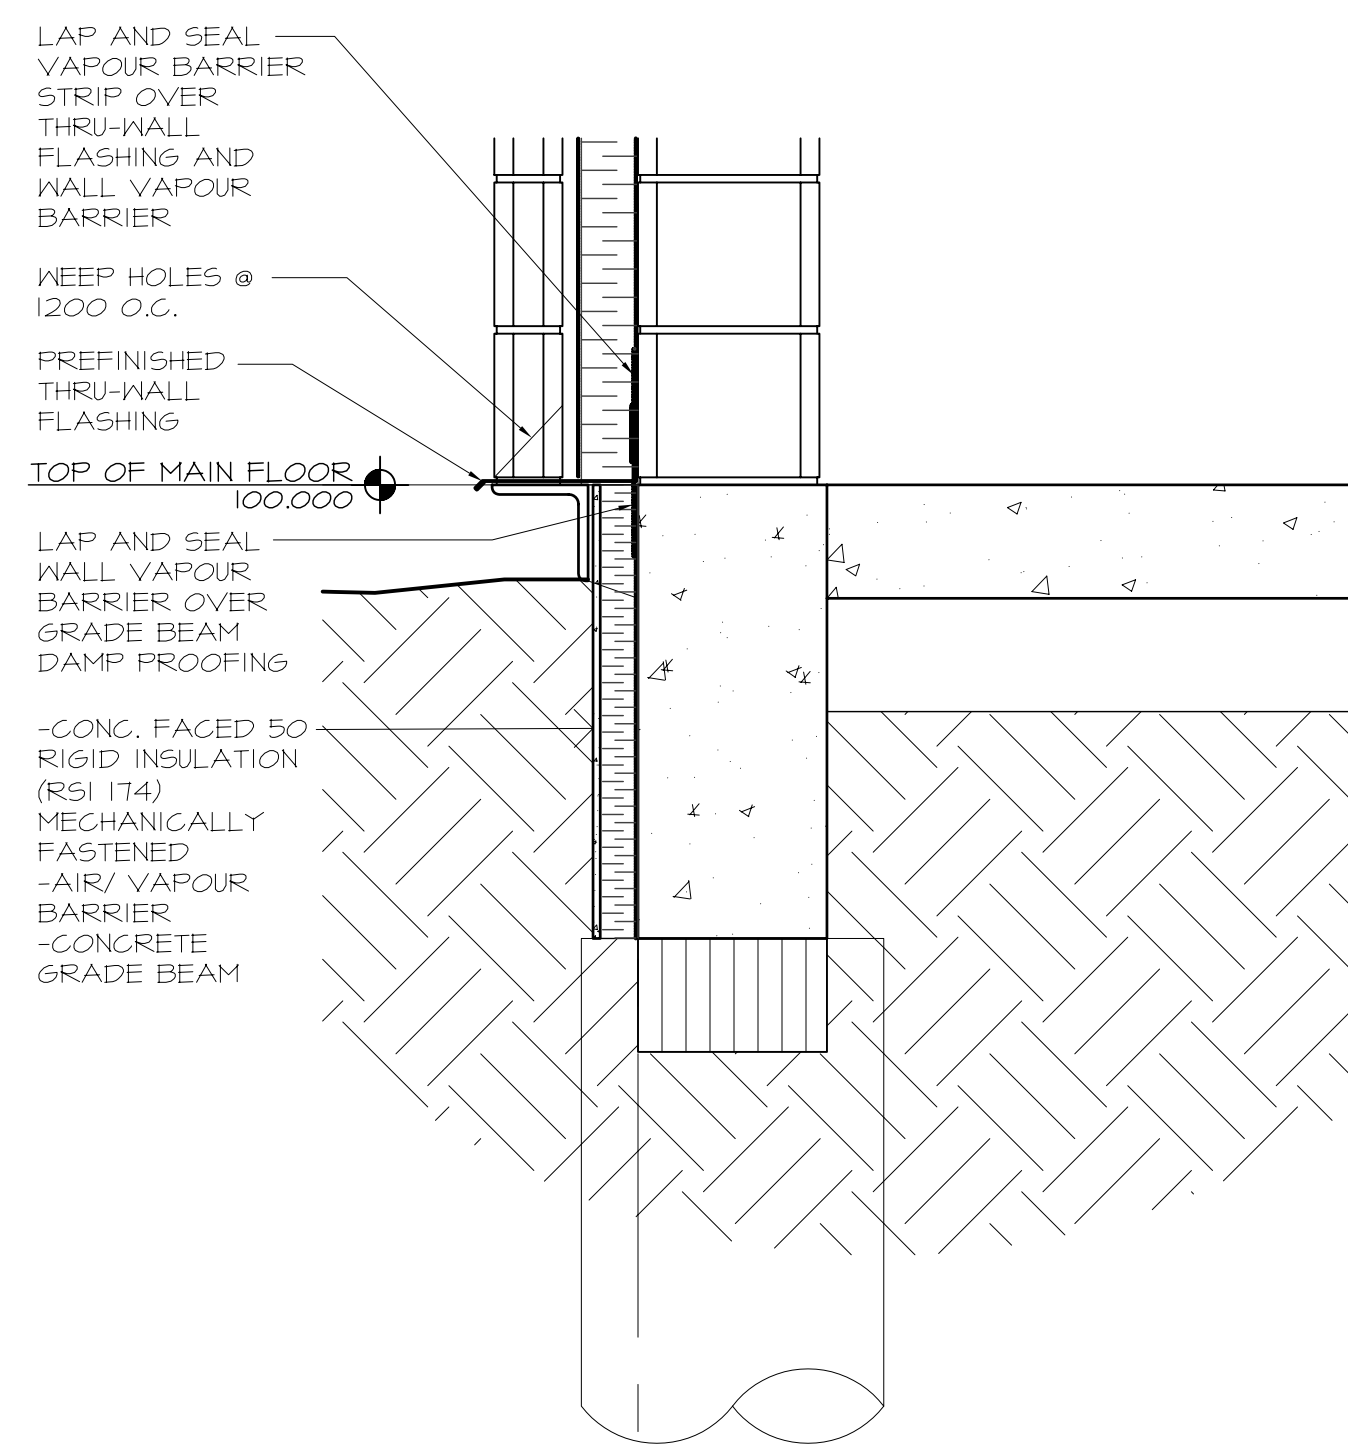 LAP AND SEAL
VAPOUR BARRIER
STRIP OVER
THRU-WALL
FLASHING AND
WALL VAPOUR
BARRIER
WEEP HOLES @
1200 O.C.
PREFINISHED
THRU-WALL
FLASHING
TOP OF MAIN FLOOR
100.000
LAP AND SEAL
WALL VAPOUR
BARRIER OVER
GRADE BEAM
DAMP PROOFING
-CONC. FACED 50
RIGID INSULATION
(RSI 174)
MECHANICALLY
FASTENED
-AIR/ VAPOUR
BARRIER
-CONCRETE
GRADE BEAM